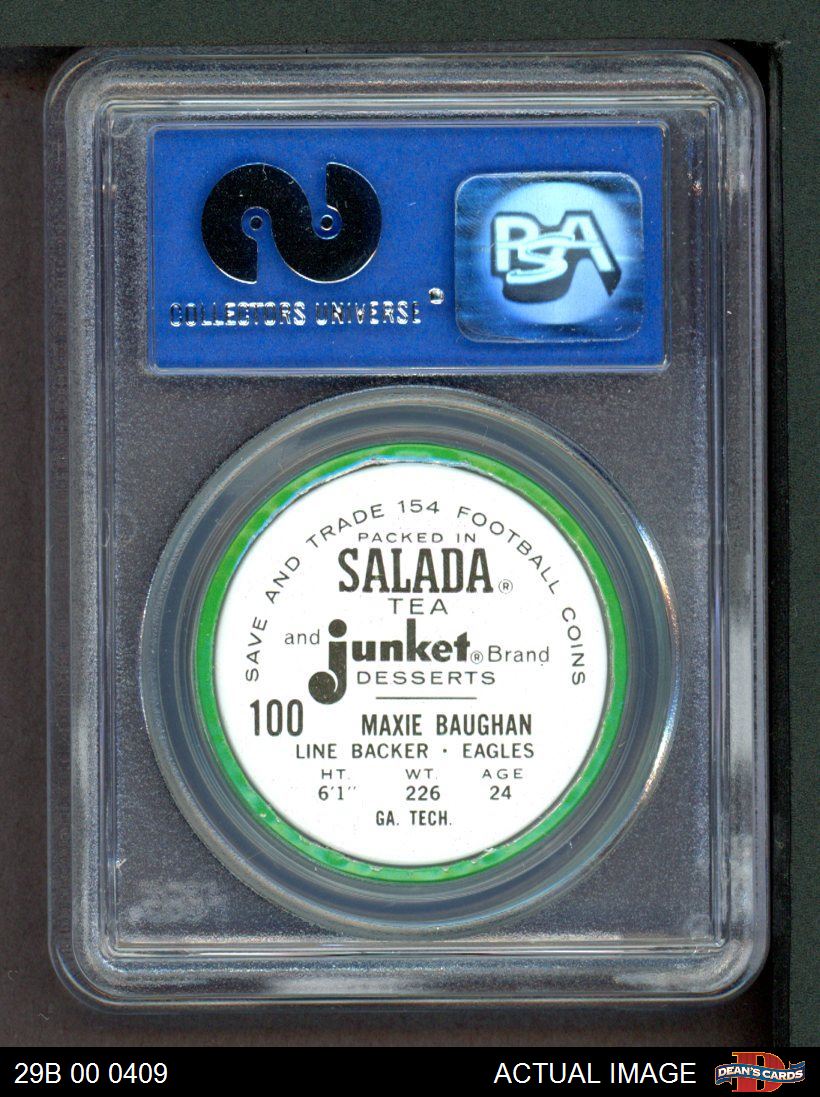 PSA
COLLECTORS UNIVERSE
SAVE AND TRADE 154 FOOTBALL COINS
PACKED IN
SALADA®
TEA
and junket® Brand
DESSERTS
100 MAXIE BAUGHAN
LINE BACKER · EAGLES
HT. WT. AGE
6'1" 226 24
GA. TECH.
29B 00 0409 ACTUAL IMAGE DEAN'S CARDS